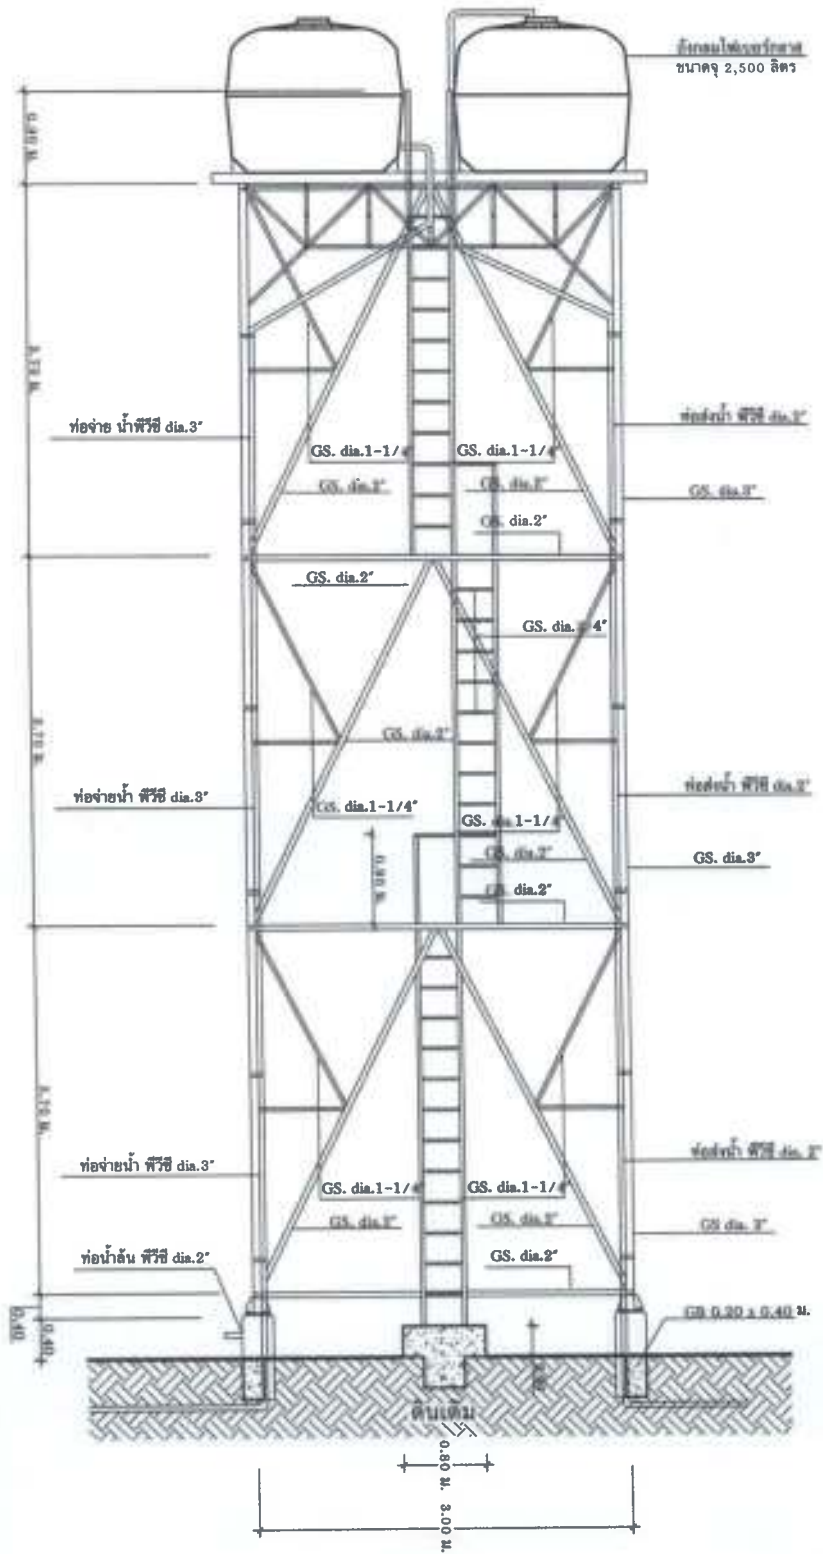 ถังกลมไฟเบอร์กลาส
ขนาดจุ 2,500 ลิตร
0.90 ม.
ท่อจ่าย น้ำพีวีซี dia.3"
ท่อส่งน้ำ พีวีซี dia.2"
GS. dia.1-1/4"
GS. dia.1-1/4"
GS. dia.2"
GS. dia.2"
GS. dia.3"
GS. dia.2"
GS. dia.2"
GS. dia.
GS. dia.2"
ท่อจ่ายน้ำ พีวีซี dia.3"
ท่อส่งน้ำ พีวีซี dia.2"
GS. dia.1-1/4"
GS. dia.1-1/4"
GS. dia.2"
GS. dia.3"
0.90 ม.
GS. dia.2"
ท่อจ่ายน้ำ พีวีซี dia.3"
ท่อส่งน้ำ พีวีซี dia. 2"
GS. dia.1-1/4"
GS. dia.1-1/4"
GS. dia.2"
GS. dia.2"
GS dia. 3"
ท่อน้ำล้น พีวีซี dia.2"
GS. dia.2"
0.40
0.20 x 0.40 ม.
ดินเดิม
0.80 ม.
3.00 ม.